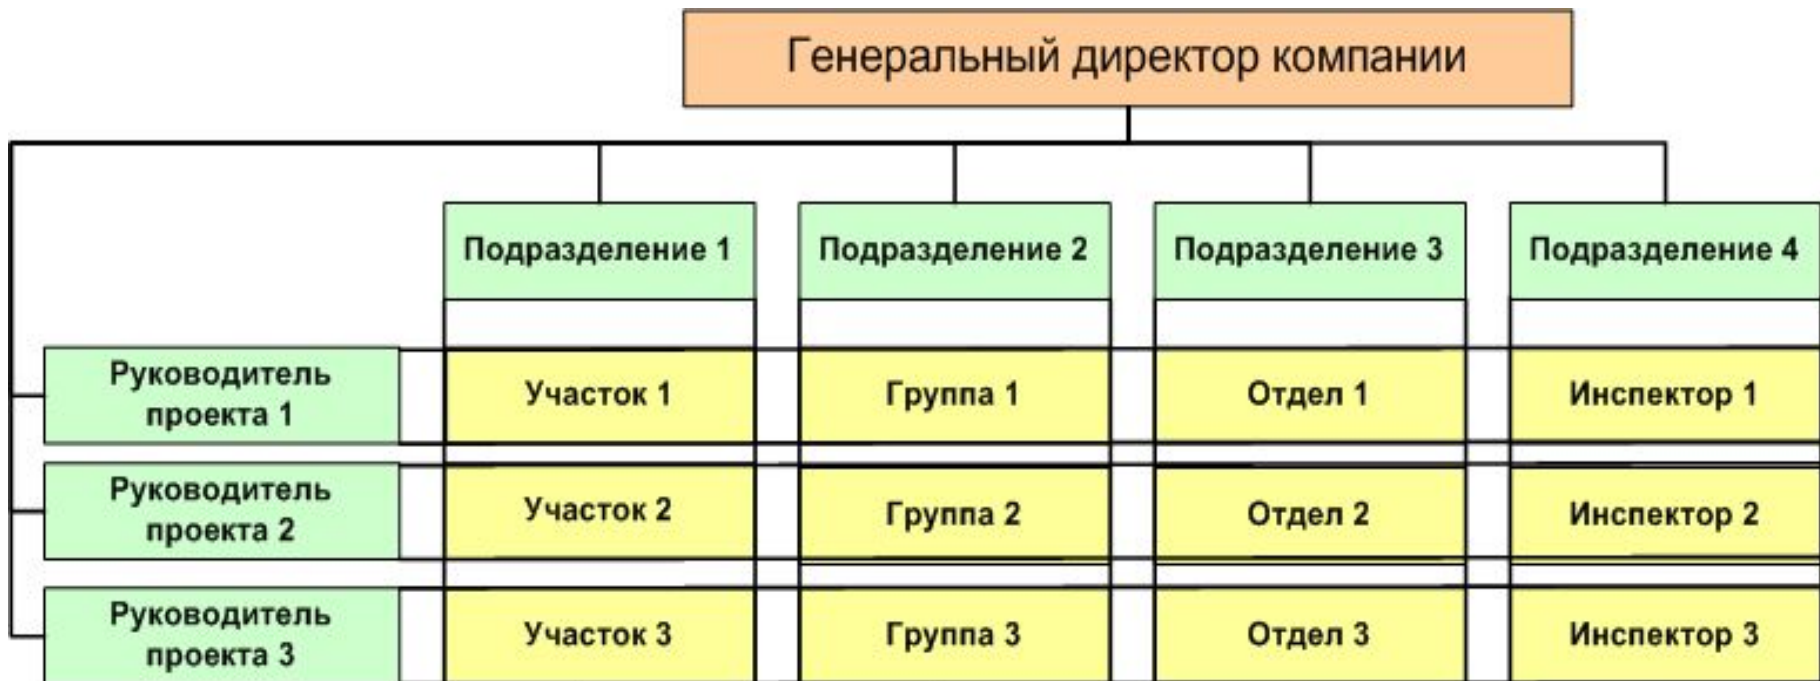 Генеральный директор компании
Подразделение 1
Подразделение 2
Подразделение 3
Подразделение 4
Руководитель
проекта 1
Участок 1
Группа 1
Отдел 1
Инспектор 1
Руководитель
проекта 2
Участок 2
Группа 2
Отдел 2
Инспектор 2
Руководитель
проекта 3
Участок 3
Группа 3
Отдел 3
Инспектор 3